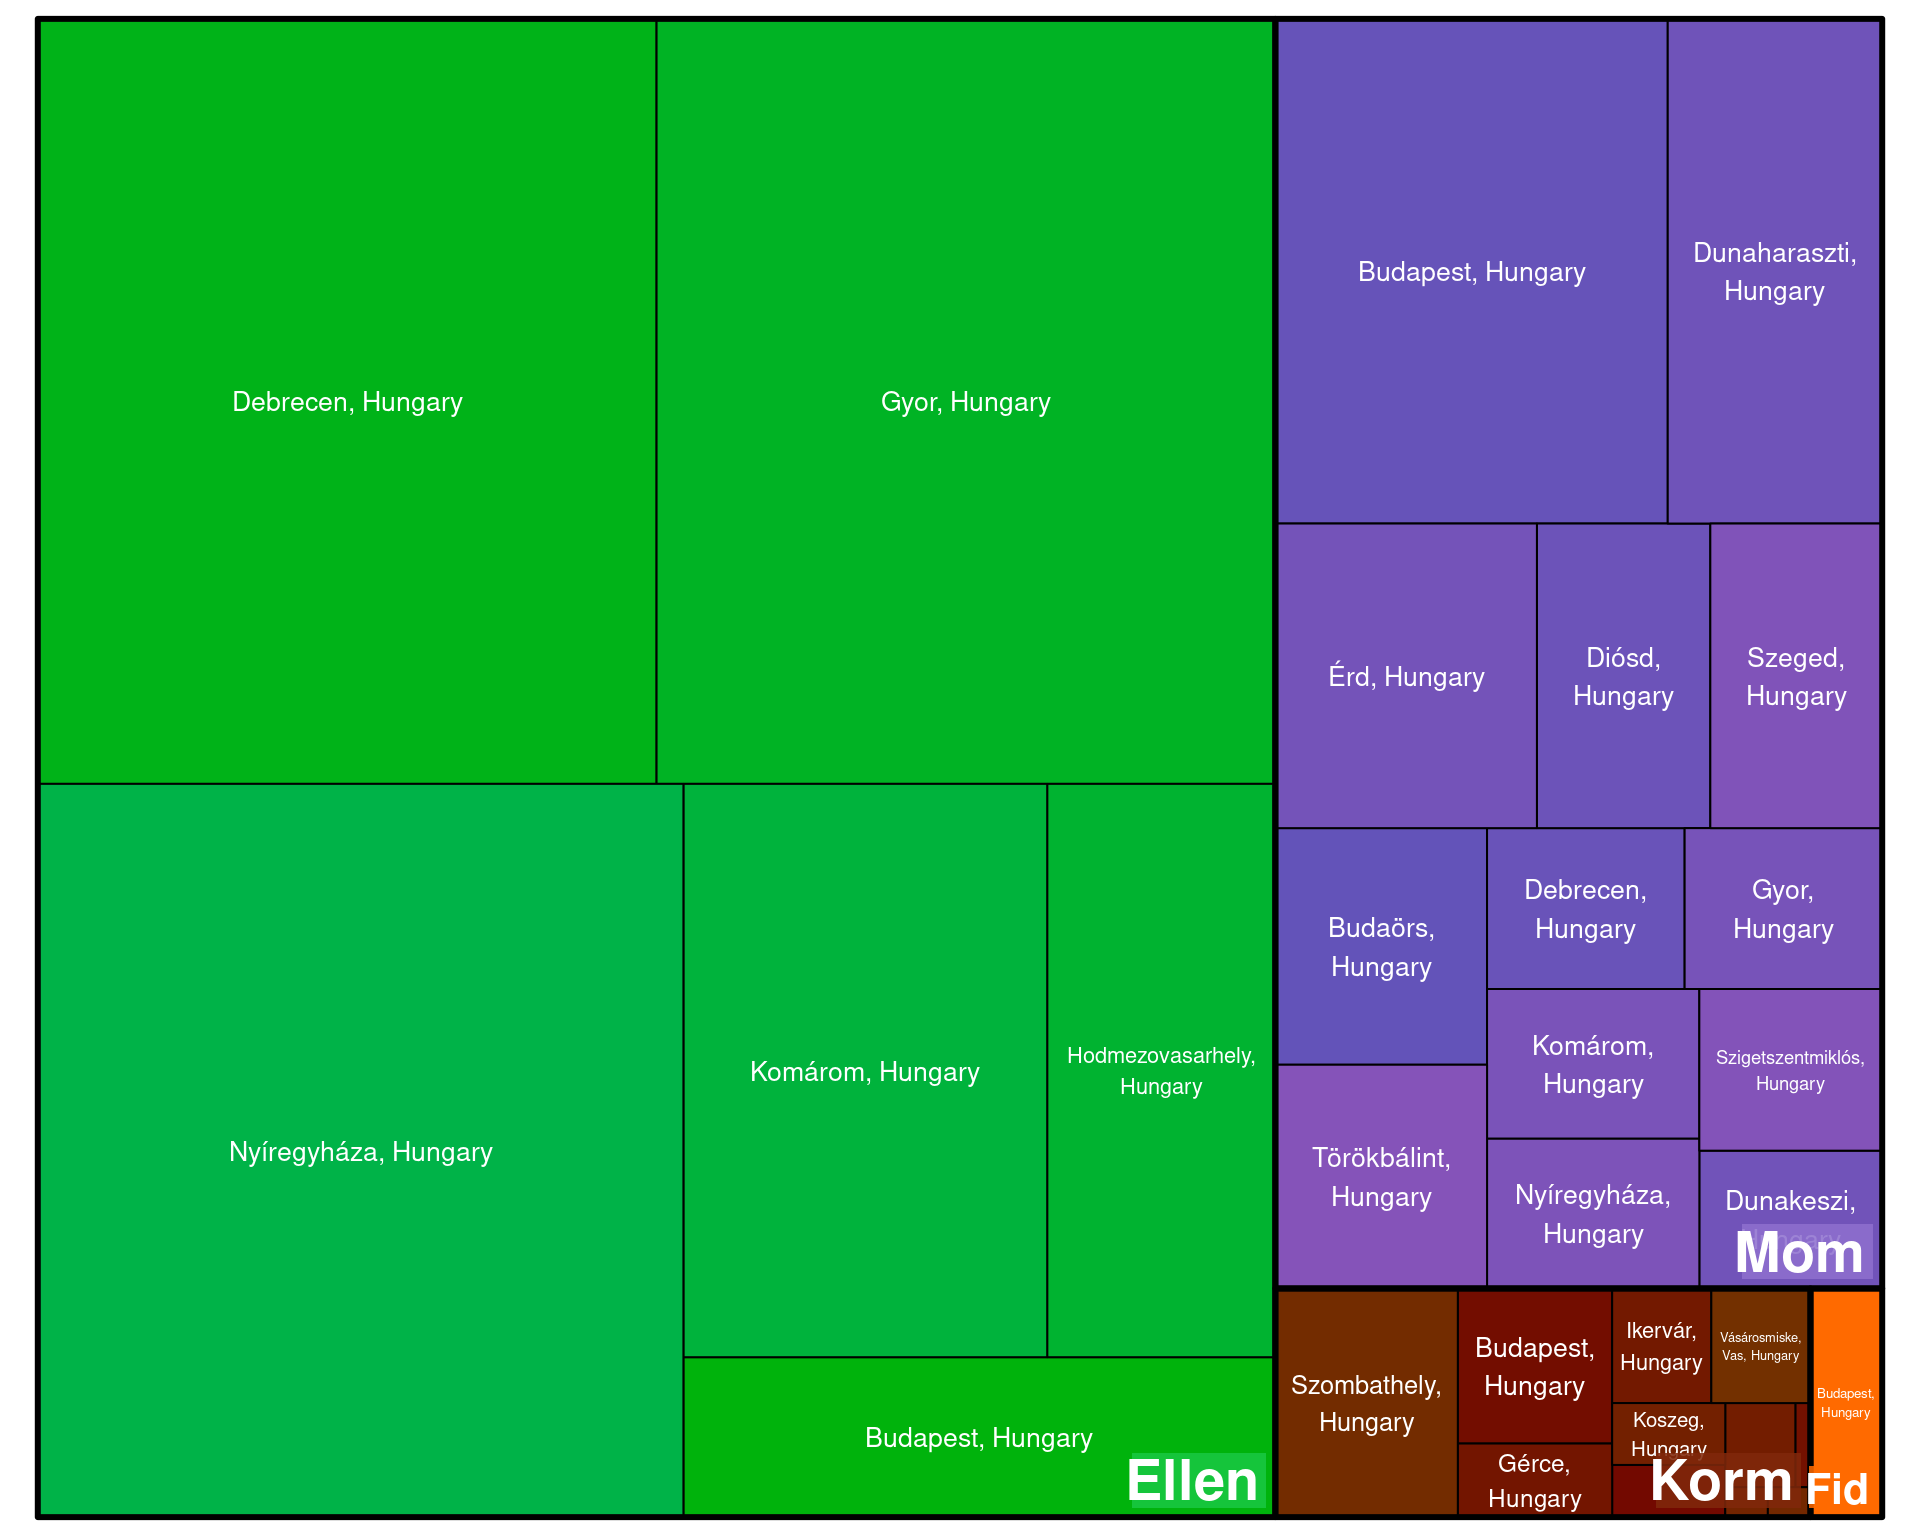 Debrecen, Hungary
Gyor, Hungary
Nyíregyháza, Hungary
Komárom, Hungary
Hodmezovasarhely,
Hungary
Budapest, Hungary
Ellen
Budapest, Hungary
Dunaharaszti,
Hungary
Érd, Hungary
Diósd,
Hungary
Szeged,
Hungary
Budaörs,
Hungary
Debrecen,
Hungary
Gyor,
Hungary
Komárom,
Hungary
Szigetszentmiklós,
Hungary
Törökbálint,
Hungary
Nyíregyháza,
Hungary
Dunakeszi,
Hungary
Mom
Szombathely,
Hungary
Budapest,
Hungary
Gérce,
Hungary
Ikervár,
Hungary
Vásárosmiske,
Vas, Hungary
Koszeg,
Hungary
Korm
Budapest,
Hungary
Fid